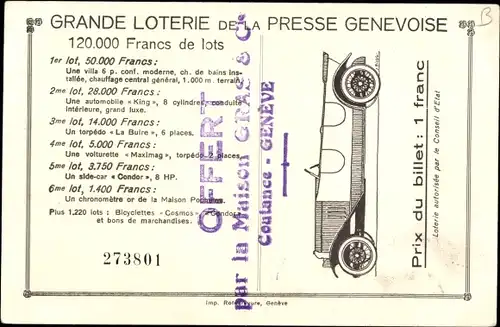 GRANDE LOTERIE DE LA PRESSE GENEVOISE
120.000 Francs de lots
1er lot, 50.000 Francs :
Une villa 6 p. conf. moderne, ch. de bains ins-
tallée, chauffage central général, 1.000 m. terrain.
2me lot, 28.000 Francs :
Une automobile « King », 8 cylindres, conduite
intérieure, grand luxe.
3me lot, 14.000 Francs :
Un torpédo « La Buire », 6 places.
4me lot, 5.000 Francs :
Une voiturette « Maximag », torpédo 2 places.
5me lot, 3.750 Francs :
Un side-car « Condor », 8 HP.
6me lot, 1.400 Francs :
Un chronomètre or de la Maison
Plus 1.220 lots : Bicyclettes « Cosmos », « Condor »
et bons de marchandises.
273801
OFFERT
par la Maison GRAS & Cie
Coutance - GENÈVE
Prix du billet : 1 franc
Loterie autorisée par le Conseil d'Etat
Imp. Genève
B